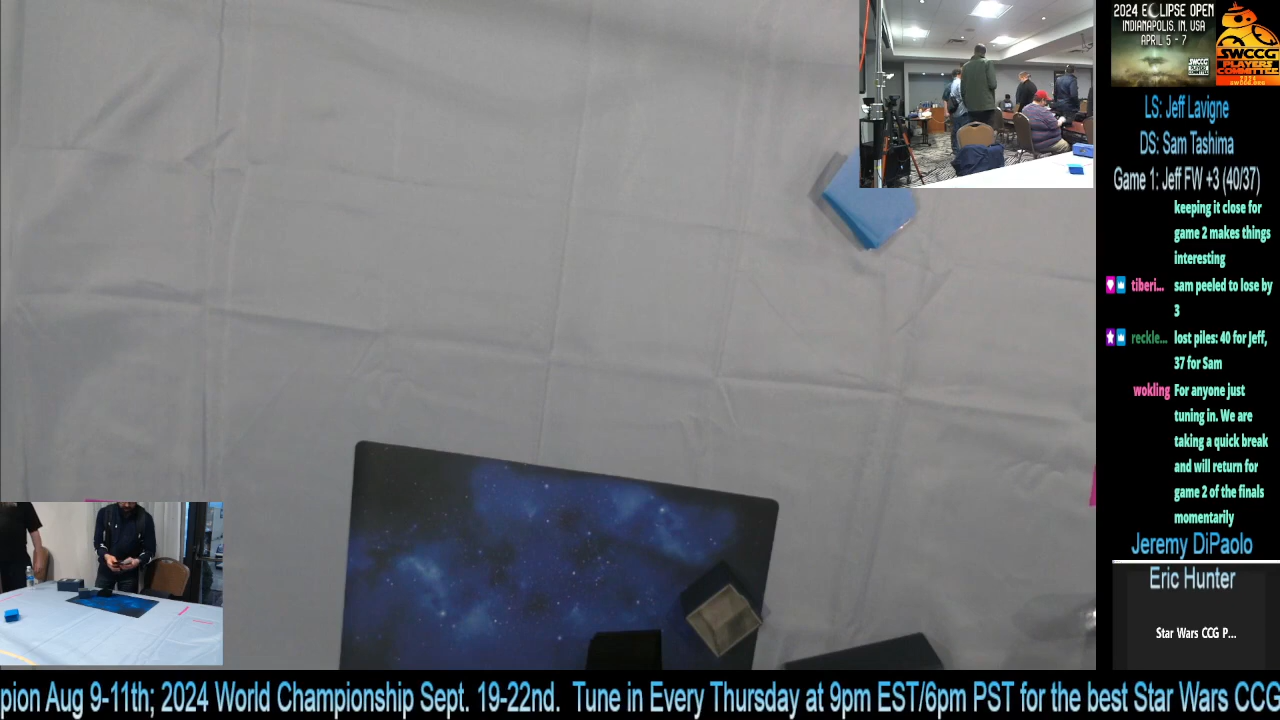 2024 ECLIPSE OPEN
INDIANAPOLIS, IN, USA
APRIL 5 - 7
SWCCG
PLAYERS
COMMITTEE
SWCCG
PLAYERS
COMMITTEE
LS: Jeff Lavigne
DS: Sam Tashima
Game 1: Jeff FW +3 (40/37)
keeping it close for
game 2 makes things
interesting
tiberi... sam peeled to lose by
3
reckle... lost piles: 40 for Jeff,
37 for Sam
wokling For anyone just
tuning in. We are
taking a quick break
and will return for
game 2 of the finals
momentarily
Jeremy DiPaolo
Eric Hunter
Star Wars CCG P...
pion Aug 9-11th; 2024 World Championship Sept. 19-22nd. Tune in Every Thursday at 9pm EST/6pm PST for the best Star Wars CCG